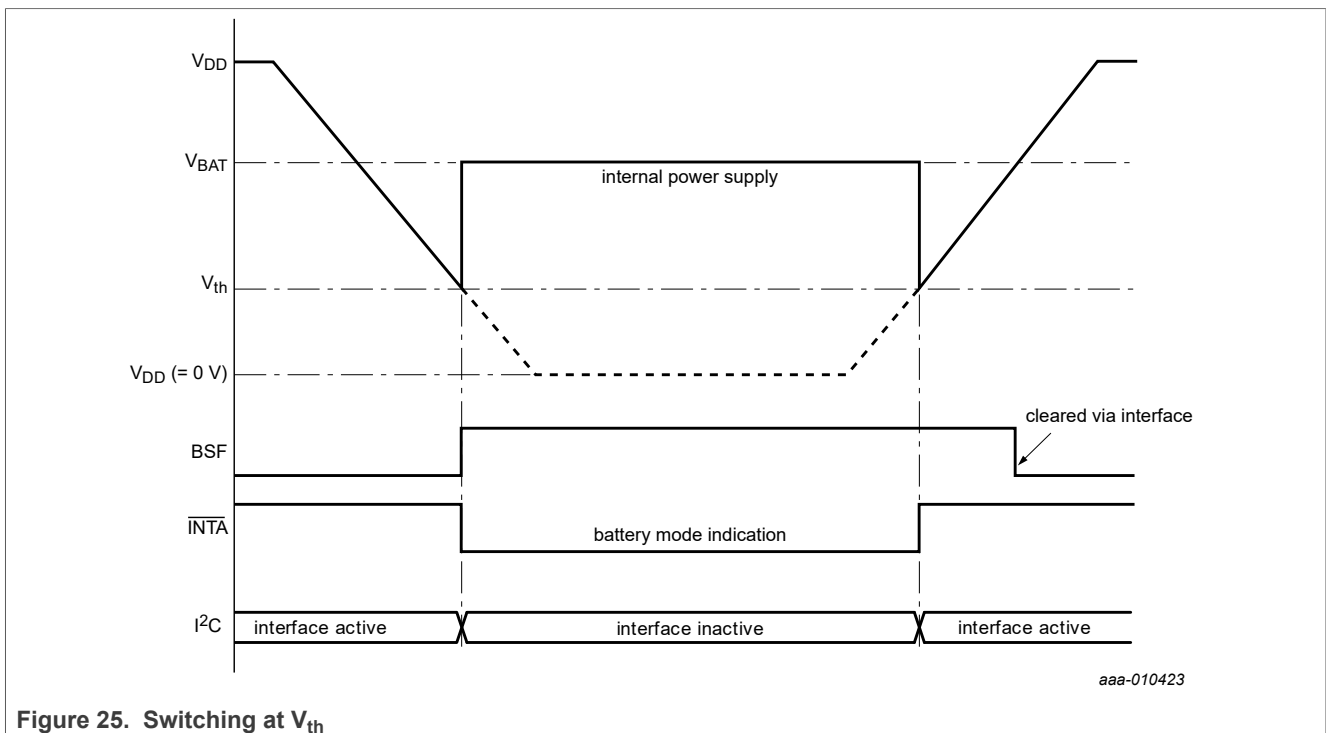 VDD
VBAT
internal power supply
Vth
VDD (= 0 V)
cleared via interface
BSF
INTA
battery mode indication
I2C
interface active
interface inactive
interface active
aaa-010423
Figure 25. Switching at Vth